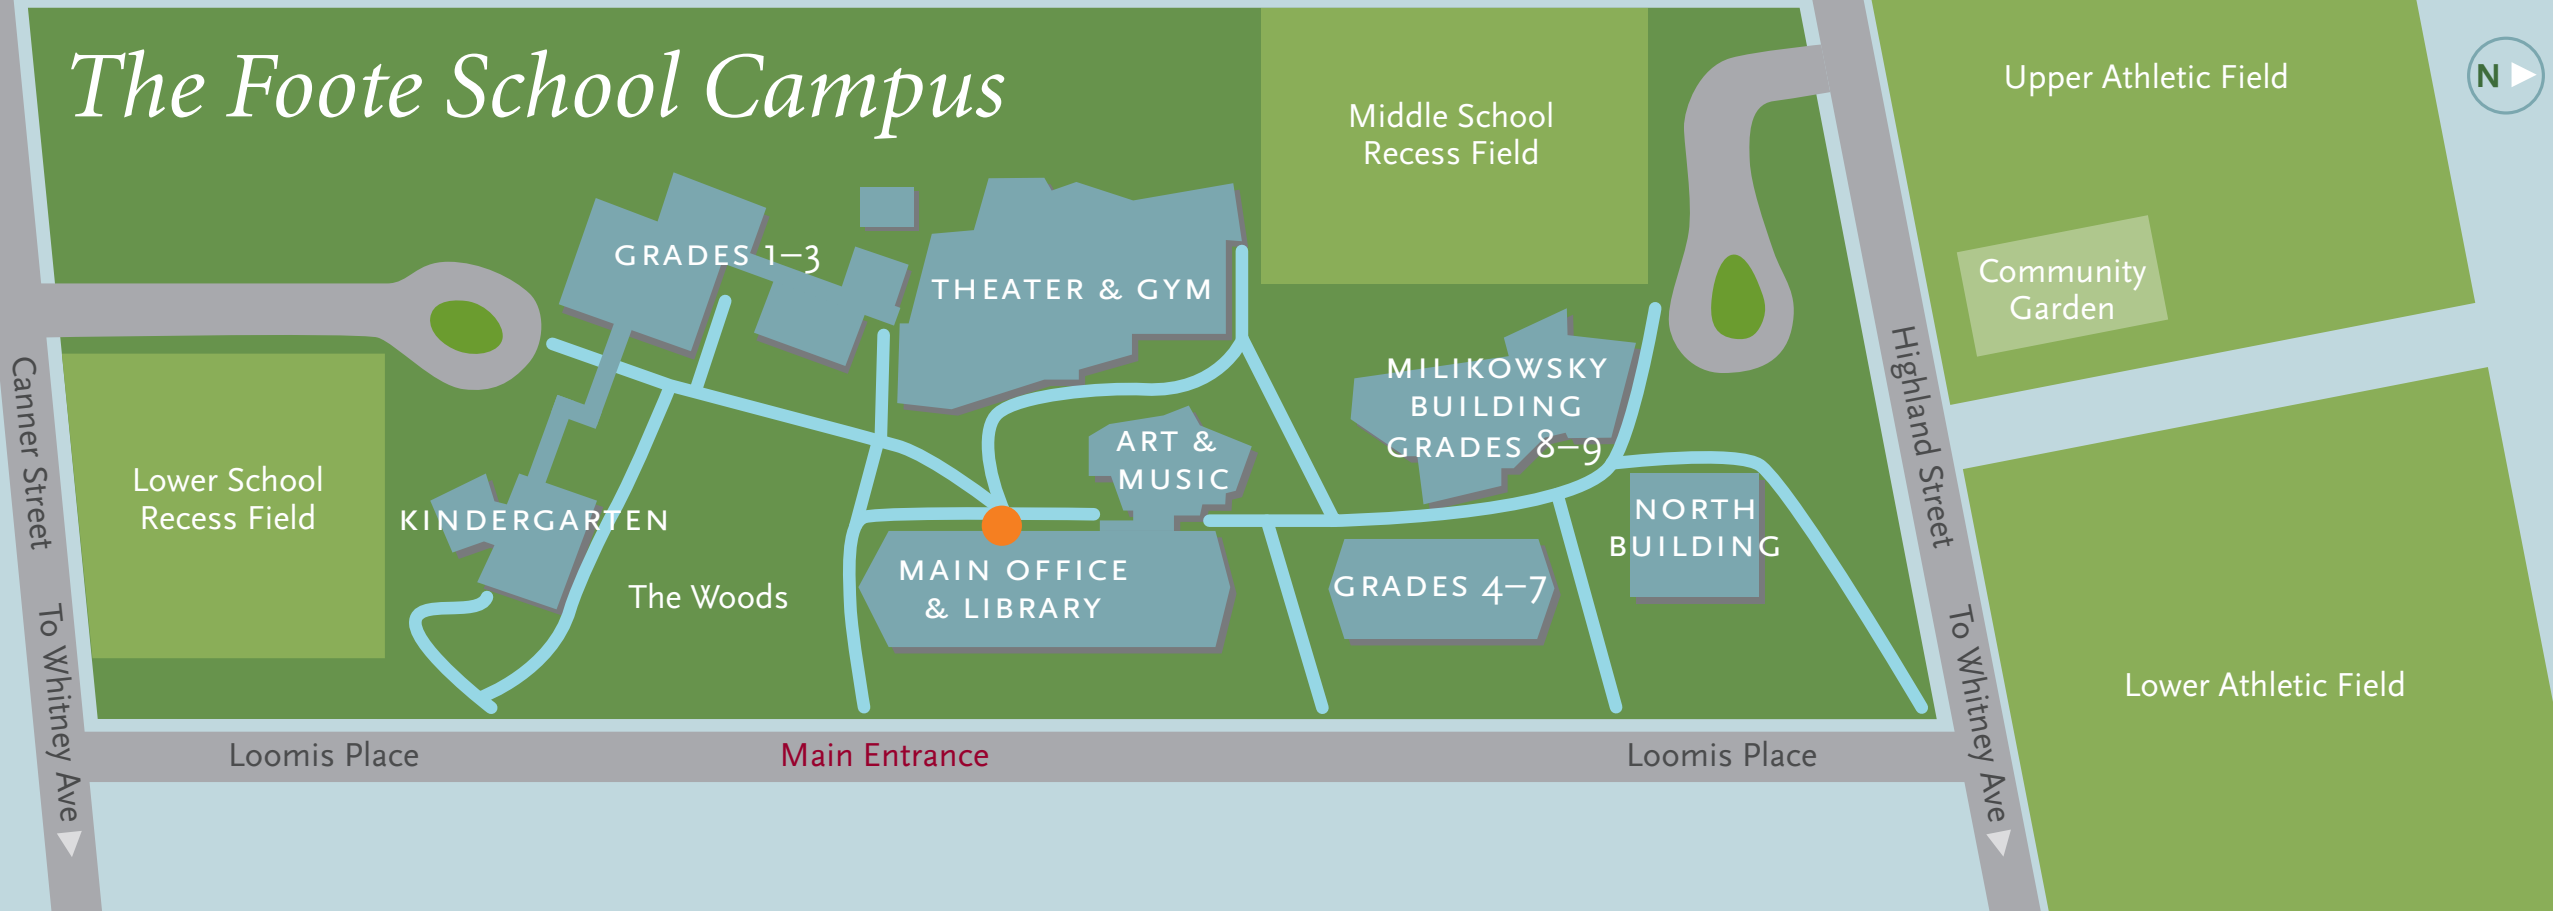 The Foote School Campus
N
Upper Athletic Field
Middle School
Recess Field
GRADES 1–3
THEATER & GYM
Community
Garden
MILIKOWSKY
BUILDING
GRADES 8–9
ART &
MUSIC
Canner Street
Highland Street
Lower School
Recess Field
KINDERGARTEN
NORTH
BUILDING
The Woods
MAIN OFFICE
& LIBRARY
GRADES 4–7
To Whitney Ave
To Whitney Ave
Lower Athletic Field
Loomis Place
Main Entrance
Loomis Place